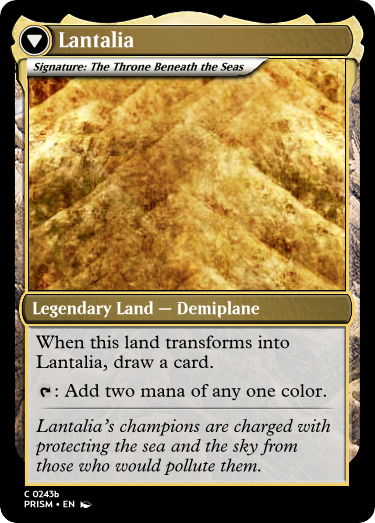 Lantalia
Signature: The Throne Beneath the Seas
Legendary Land — Demiplane
When this land transforms into
Lantalia, draw a card.
: Add two mana of any one color.
Lantalia's champions are charged with
protecting the sea and the sky from
those who would pollute them.
C 0243b
PRISM • EN